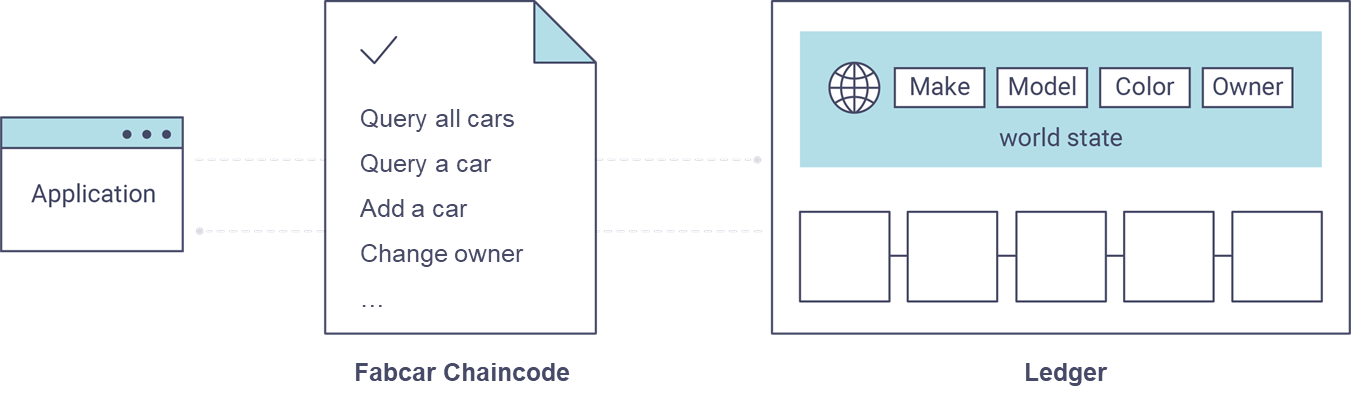 Application
Query all cars
Query a car
Add a car
Change owner
…
Fabcar Chaincode
Make Model Color Owner
world state
Ledger